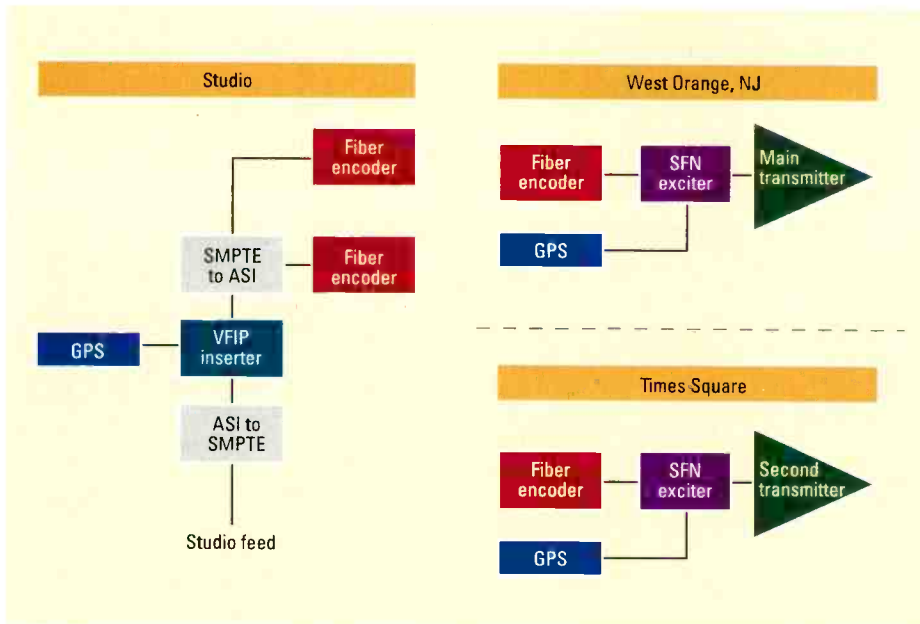 Studio
Fiber
encoder
SMPTE
to ASI
Fiber
encoder
GPS
VFIP
inserter
ASI to
SMPTE
Studio feed
West Orange, NJ
Fiber
encoder
SFN
exciter
Main
transmitter
GPS
Times Square
Fiber
encoder
SFN
exciter
Second
transmitter
GPS